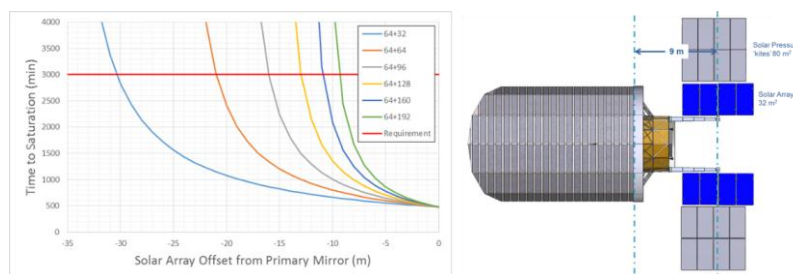 4000
3500
3000
2500
2000
1500
1000
500
0
Time to Saturation (min)
-35 -30 -25 -20 -15 -10 -5 0
Solar Array Offset from Primary Mirror (m)
64+32
64+64
64+96
64+128
64+160
64+192
Requirement
9 m
Solar Pressure
'kites' 80 m²
Solar Array
32 m²